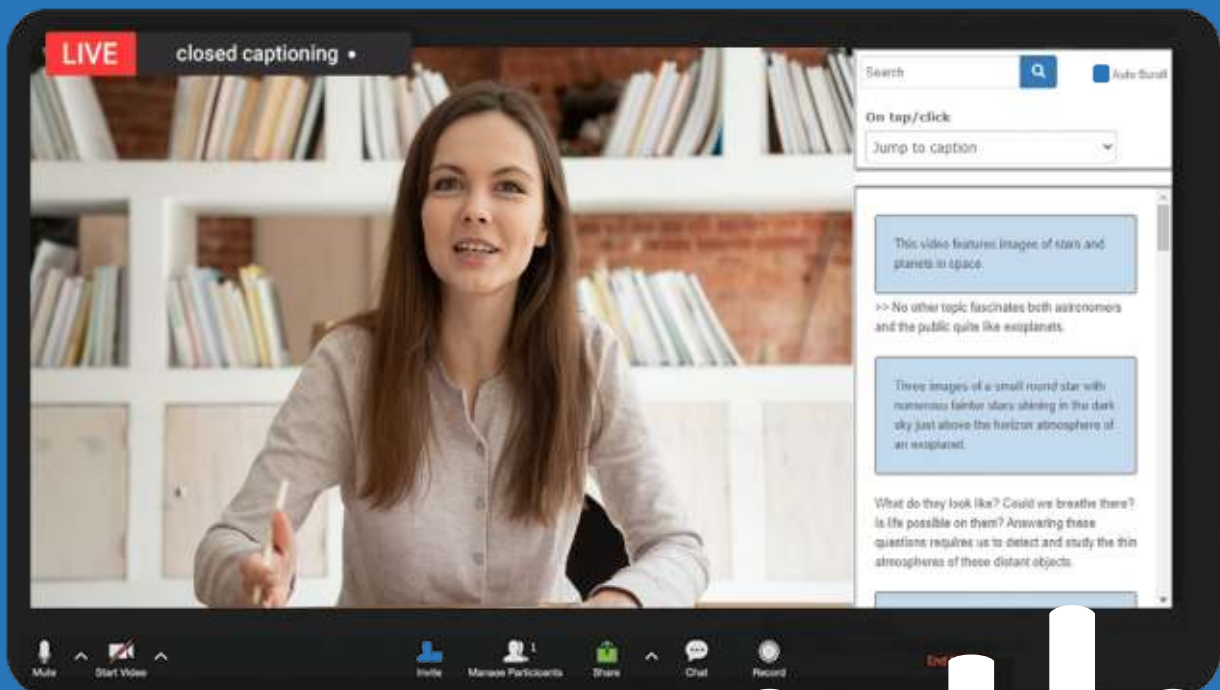 LIVE
closed captioning •
Search
Auto Scroll
On tap/click
Jump to caption
This video features images of stars and
planets in space.
>> No other topic fascinates both astronomers
and the public quite like exoplanets.
Three images of a small round star with
numerous fainter stars shining in the dark
sky just above the horizon atmosphere of
an exoplanet.
What do they look like? Could we breathe there?
Is life possible on them? Answering these
questions requires us to detect and study the thin
atmospheres of these distant objects.
Mute
Start Video
Invite
Manage Participants
1
Share
Chat
Record
End